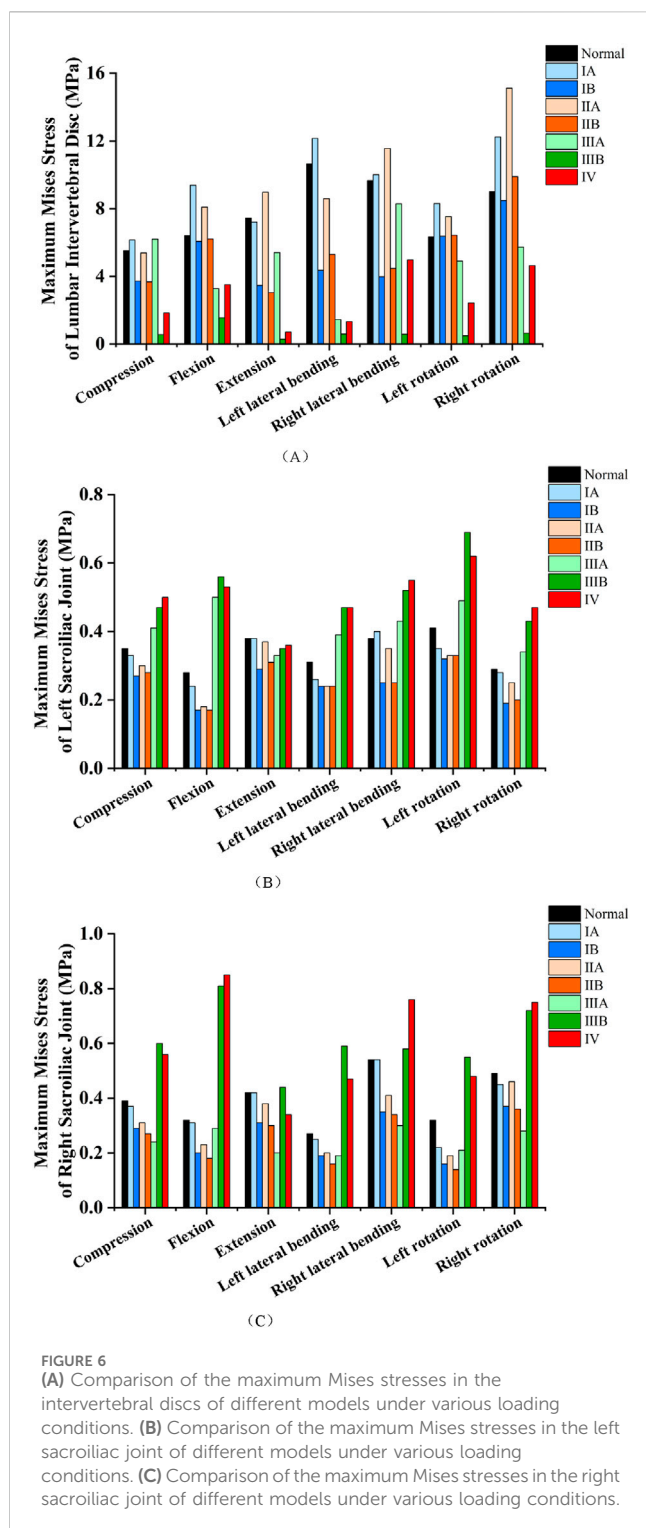 Maximum Mises Stress
of Lumbar Intervertebral Disc (MPa)
16
12
8
4
0
Normal
IA
IB
IIA
IIB
IIIA
IIIB
IV
Compression
Flexion
Extension
Left lateral bending
Right lateral bending
Left rotation
Right rotation
(A)
Maximum Mises Stress
of Left Sacroiliac Joint (MPa)
0.8
0.6
0.4
0.2
0.0
Normal
IA
IB
IIA
IIB
IIIA
IIIB
IV
Compression
Flexion
Extension
Left lateral bending
Right lateral bending
Left rotation
Right rotation
(B)
Maximum Mises Stress
of Right Sacroiliac Joint (MPa)
1.0
0.8
0.6
0.4
0.2
0.0
Normal
IA
IB
IIA
IIB
IIIA
IIIB
IV
Compression
Flexion
Extension
Left lateral bending
Right lateral bending
Left rotation
Right rotation
(C)
FIGURE 6
(A) Comparison of the maximum Mises stresses in the
intervertebral discs of different models under various loading
conditions. (B) Comparison of the maximum Mises stresses in the left
sacroiliac joint of different models under various loading
conditions. (C) Comparison of the maximum Mises stresses in the right
sacroiliac joint of different models under various loading conditions.